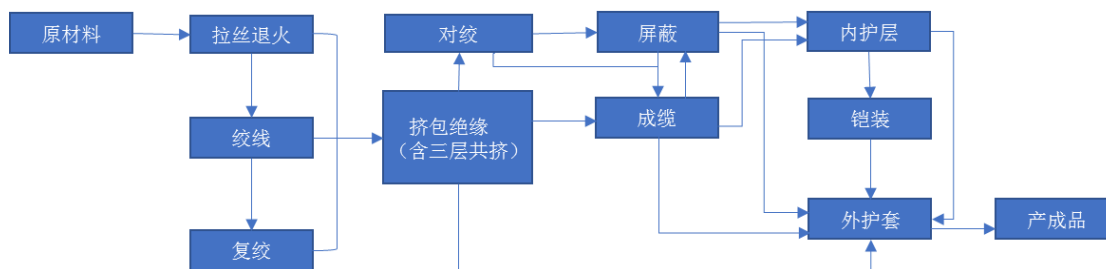 原材料
拉丝退火
绞线
复绞
挤包绝缘
（含三层共挤）
对绞
屏蔽
成缆
内护层
铠装
外护套
产成品